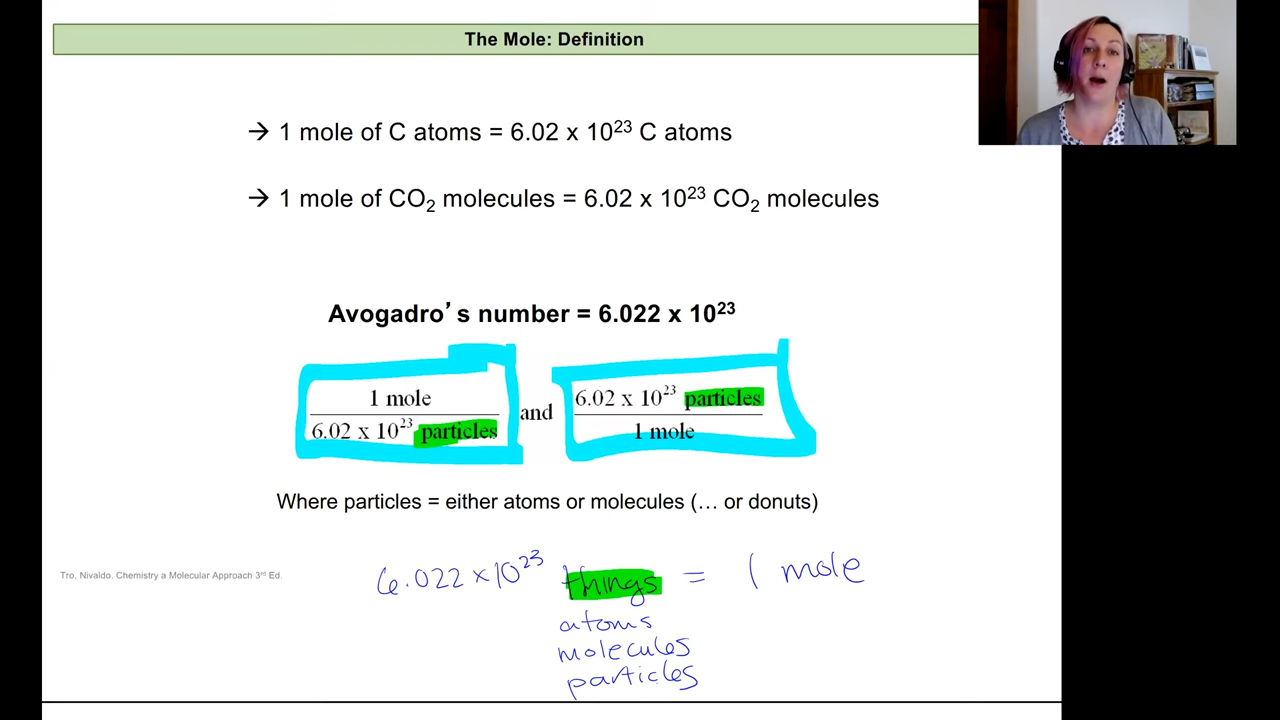 The Mole: Definition
→ 1 mole of C atoms = 6.02 x 10²³ C atoms
→ 1 mole of CO₂ molecules = 6.02 x 10²³ CO₂ molecules
Avogadro's number = 6.022 x 10²³
1 mole
6.02 x 10²³ particles
and
6.02 x 10²³ particles
1 mole
Where particles = either atoms or molecules (… or donuts)
Tro, Nivaldo. Chemistry a Molecular Approach 3rd Ed.
6.022 x 10²³ things = 1 mole
atoms
molecules
particles